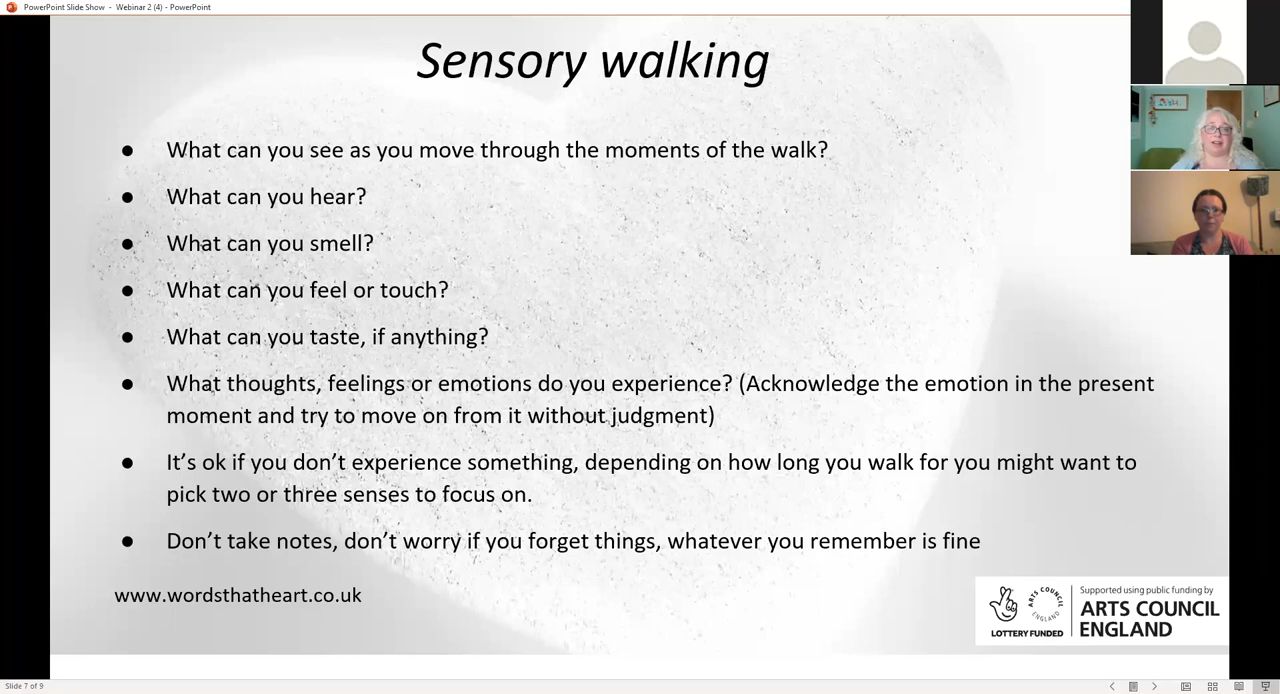 PowerPoint Slide Show - Webinar 2 (4) - PowerPoint
Sensory walking
● What can you see as you move through the moments of the walk?
● What can you hear?
● What can you smell?
● What can you feel or touch?
● What can you taste, if anything?
● What thoughts, feelings or emotions do you experience? (Acknowledge the emotion in the present
moment and try to move on from it without judgment)
● It's ok if you don't experience something, depending on how long you walk for you might want to
pick two or three senses to focus on.
● Don't take notes, don't worry if you forget things, whatever you remember is fine
www.wordsthatheart.co.uk
LOTTERY FUNDED
ARTS COUNCIL ENGLAND
Supported using public funding by
ARTS COUNCIL
ENGLAND
Slide 7 of 9